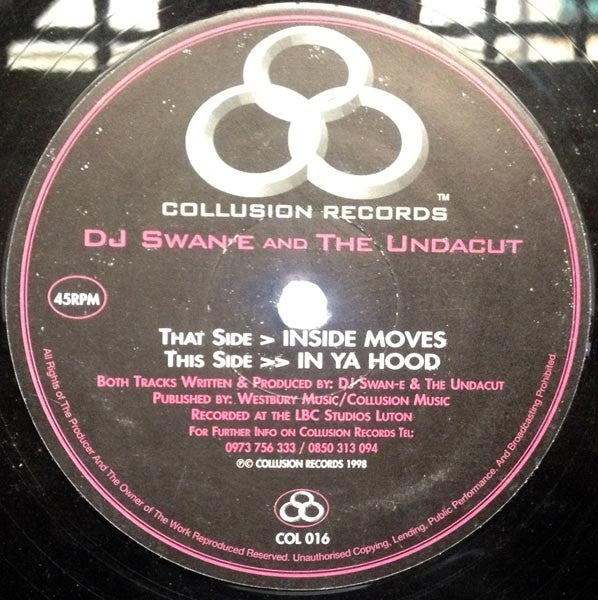 COLLUSION RECORDS ™
DJ SWAN-E AND THE UNDACUT
45RPM
THAT SIDE > INSIDE MOVES
THIS SIDE >> IN YA HOOD
BOTH TRACKS WRITTEN & PRODUCED BY: DJ SWAN-E & THE UNDACUT
PUBLISHED BY: WESTBURY MUSIC/COLLUSION MUSIC
RECORDED AT THE LBC STUDIOS LUTON
FOR FURTHER INFO ON COLLUSION RECORDS TEL:
0973 756 333 / 0850 313 094
℗© COLLUSION RECORDS 1998
COL 016
All Rights of The Producer And The Owner of The Work Reproduced Reserved. Unauthorised Copying, Lending, Public Performance, And Broadcasting Prohibited.